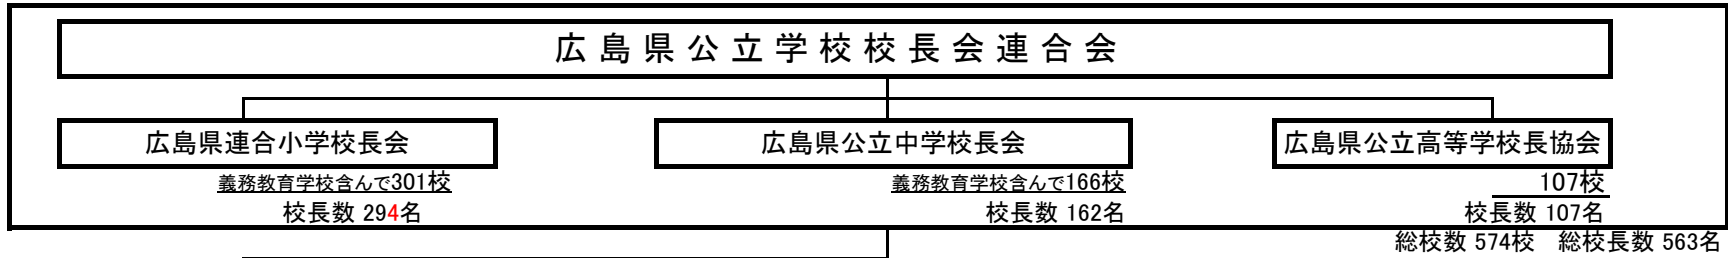 広島県公立学校校長会連合会
広島県連合小学校長会 広島県公立中学校長会 広島県公立高等学校長協会
義務教育学校含んで301校 義務教育学校含んで166校 107校
校長数 294名 校長数 162名 校長数 107名
総校数 574校 総校長数 563名